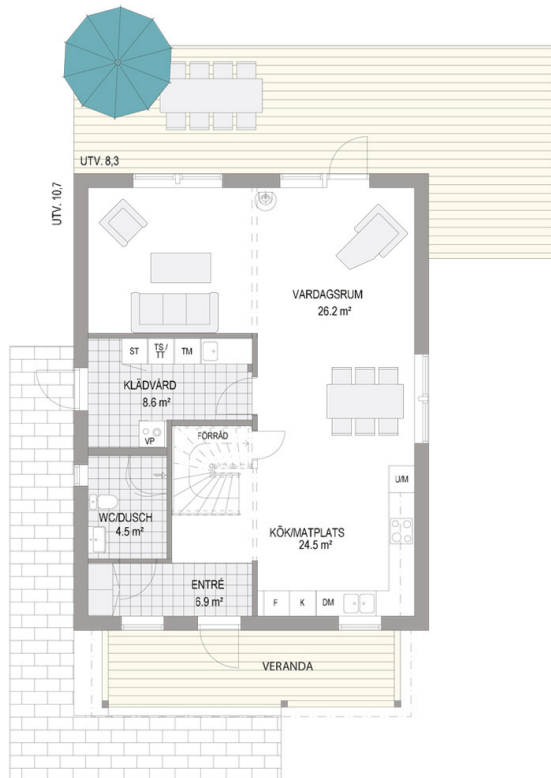 UTV. 8,3
UTV. 10,7
VARDAGSRUM
26.2 m²
ST
TS /
TT
TM
KLÄDVÅRD
8.6 m²
VP
FÖRRÅD
U/M
WC/DUSCH
4.5 m²
KÖK/MATPLATS
24.5 m²
ENTRÉ
6.9 m²
F
K
DM
VERANDA